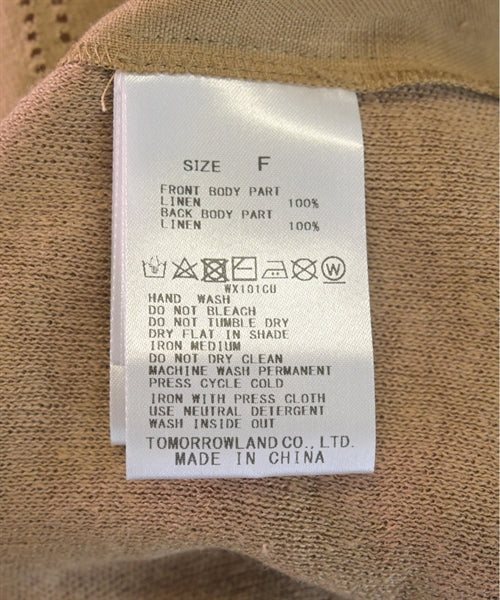 SIZE F
FRONT BODY PART
LINEN 100%
BACK BODY PART
LINEN 100%
W
WX101CU
HAND WASH
DO NOT BLEACH
DO NOT TUMBLE DRY
DRY FLAT IN SHADE
IRON MEDIUM
DO NOT DRY CLEAN
MACHINE WASH PERMANENT
PRESS CYCLE COLD
IRON WITH PRESS CLOTH
USE NEUTRAL DETERGENT
WASH INSIDE OUT
TOMORROWLAND CO., LTD.
MADE IN CHINA